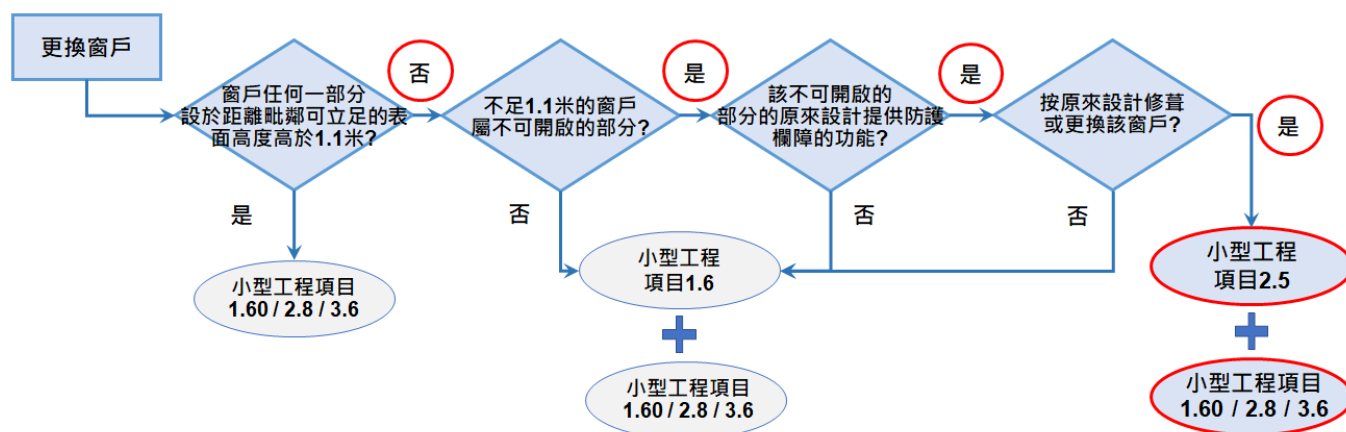 更換窗戶
窗戶任何一部分
設於距離毗鄰可立足的表
面高度高於1.1米?
否
不足1.1米的窗戶
屬不可開啟的部分?
是
該不可開啟的
部分的原來設計提供防護
欄障的功能?
是
按原來設計修葺
或更換該窗戶?
是
是
否
否
否
小型工程項目
1.60 / 2.8 / 3.6
小型工程
項目1.6
小型工程項目
1.60 / 2.8 / 3.6
小型工程
項目2.5
小型工程項目
1.60 / 2.8 / 3.6